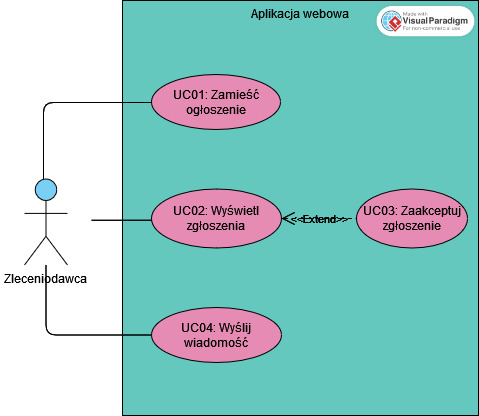 Aplikacja webowa
Made with
Visual Paradigm
For non-commercial use
UC01: Zamieść
ogłoszenie
UC02: Wyświetl
zgłoszenia
<<Extend>>
UC03: Zaakceptuj
zgłoszenie
Zleceniodawca
UC04: Wyślij
wiadomość